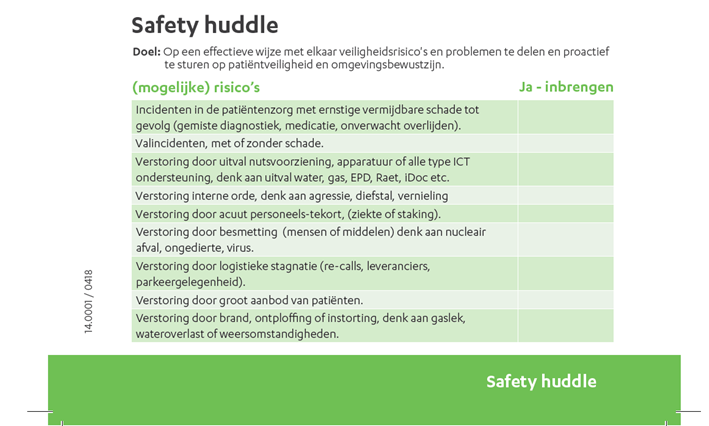 Safety huddle
Doel: Op een effectieve wijze met elkaar veiligheidsrisico's en problemen te delen en proactief
te sturen op patiëntveiligheid en omgevingsbewustzijn.
(mogelijke) risico's
Ja - inbrengen
Incidenten in de patiëntenzorg met ernstige vermijdbare schade tot
gevolg (gemiste diagnostiek, medicatie, onverwacht overlijden).
Valincidenten, met of zonder schade.
Verstoring door uitval nutsvoorziening, apparatuur of alle type ICT
ondersteuning, denk aan uitval water, gas, EPD, Raet, iDoc etc.
Verstoring interne orde, denk aan agressie, diefstal, vernieling
Verstoring door acuut personeels-tekort, (ziekte of staking).
Verstoring door besmetting (mensen of middelen) denk aan nucleair
afval, ongedierte, virus.
Verstoring door logistieke stagnatie (re-calls, leveranciers,
parkeergelegenheid).
Verstoring door groot aanbod van patiënten.
Verstoring door brand, ontploffing of instorting, denk aan gaslek,
wateroverlast of weersomstandigheden.
14.0001 / 0418
Safety huddle